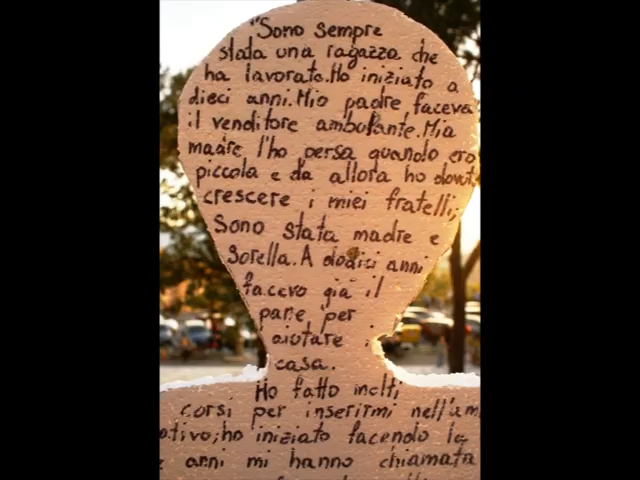 "Sono sempre
stata una ragazza che
ha lavorato. Ho iniziato a
dieci anni. Mio padre faceva
il venditore ambulante. Mia
madre l'ho persa quando ero
piccola e da allora ho dovut
crescere i miei fratelli;
Sono stata madre e
sorella. A dodici anni
facevo già il
pane per
aiutare
casa.
Ho fatto molti
corsi per inserirmi nell'am
ativo; ho iniziato facendo le
anni mi hanno chiamata